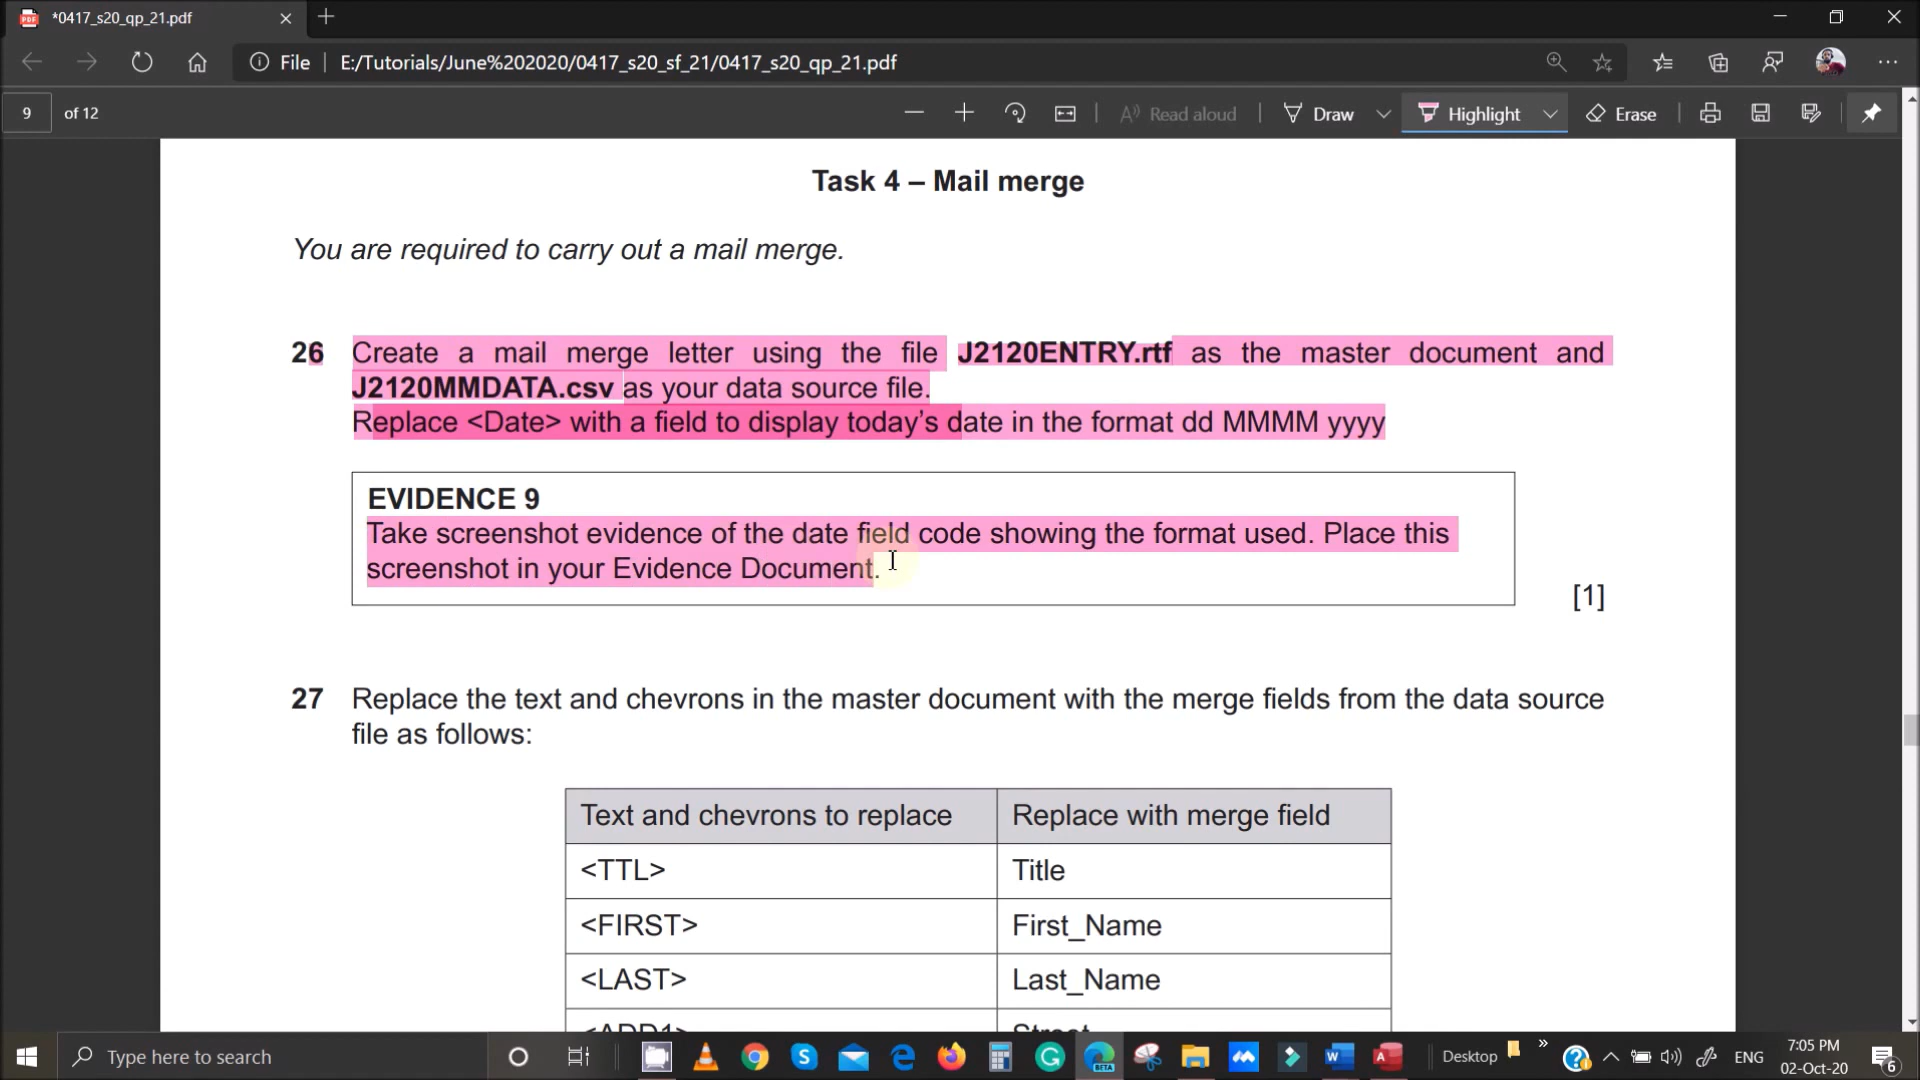 *0417_s20_qp_21.pdf
File
E:/Tutorials/June%202020/0417_s20_sf_21/0417_s20_qp_21.pdf
9 of 12
Read aloud
Draw
Highlight
Erase
Task 4 – Mail merge
You are required to carry out a mail merge.
26 Create a mail merge letter using the file J2120ENTRY.rtf as the master document and
J2120MMDATA.csv as your data source file.
Replace <Date> with a field to display today’s date in the format dd MMMM yyyy
EVIDENCE 9
Take screenshot evidence of the date field code showing the format used. Place this
screenshot in your Evidence Document.
[1]
27 Replace the text and chevrons in the master document with the merge fields from the data source
file as follows:
Text and chevrons to replace Replace with merge field
<TTL> Title
<FIRST> First_Name
<LAST> Last_Name
<ADD1> Street
Type here to search
BETA
Desktop
ENG
7:05 PM
02-Oct-20
6